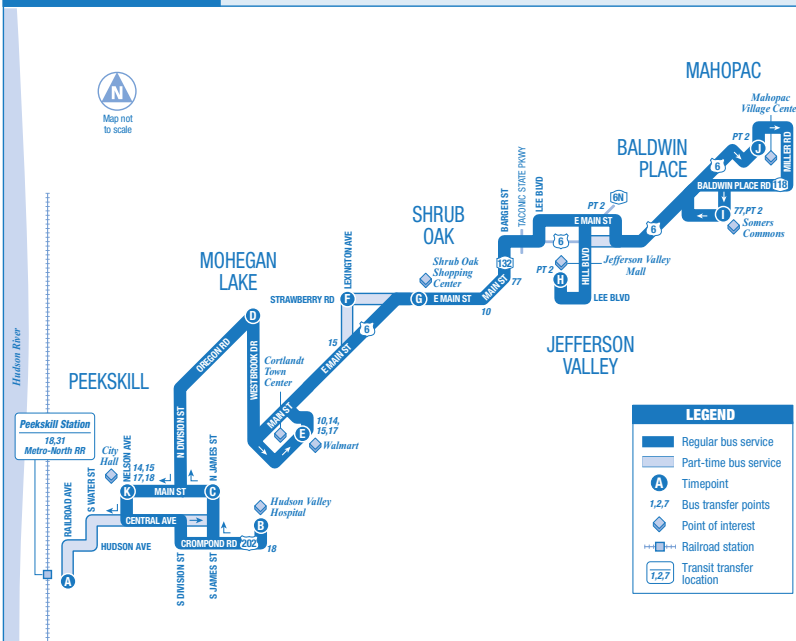 MAHOPAC
Mahopac
Village Cente
N
Map not
to scale
PT 2
J
MILLER RD
BALDWIN
PLACE
6
BALDWIN PLACE RD
118
77,PT 2
I
Somers
Commons
6
TACONIC STATE PKWY
LEE BLVD
BARGER ST
PT 2
6N
E MAIN ST
6
HILL BLVD
Jefferson Valley
Mall
PT 2
H
LEE BLVD
JEFFERSON
VALLEY
SHRUB
OAK
Shrub Oak
Shopping
Center
132
MAIN ST
77
10
G
E MAIN ST
LEXINGTON AVE
STRAWBERRY RD
F
6
15
E MAIN ST
MOHEGAN
LAKE
D
OREGON RD
WESTBROOK DR
Cortlandt
Town
Center
MAIN ST
10,14,
15,17
E
Walmart
Hudson River
PEEKSKILL
Peekskill Station
18,31
Metro-North RR
City
Hall
NELSON AVE
14,15
17,18
N DIVISION ST
N JAMES ST
K
MAIN ST
C
Hudson Valley
Hospital
B
18
RAILROAD AVE
S WATER ST
CENTRAL AVE
HUDSON AVE
CROMPOND RD
202
S DIVISION ST
S JAMES ST
A
LEGEND
Regular bus service
Part-time bus service
A
Timepoint
1,2,7
Bus transfer points
Point of interest
Railroad station
1,2,7
Transit transfer
location